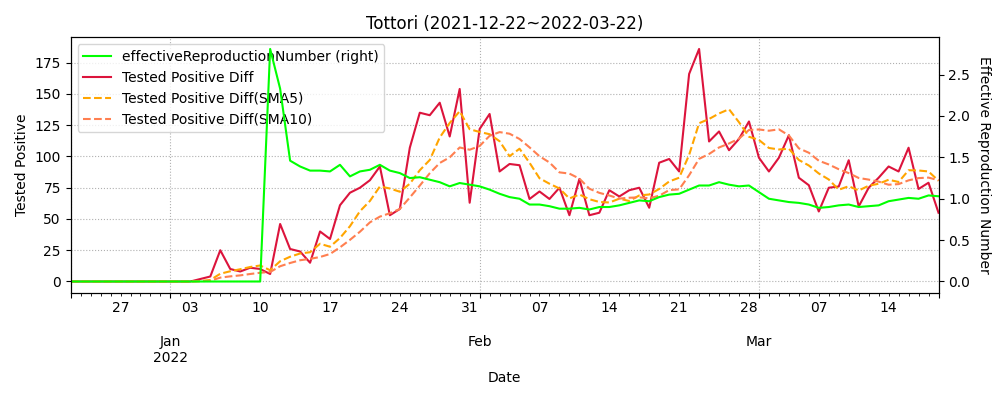 Tottori (2021-12-22~2022-03-22)
effectiveReproductionNumber (right)
Tested Positive Diff
Tested Positive Diff(SMA5)
Tested Positive Diff(SMA10)
Tested Positive
175
150
125
100
75
50
25
0
2.5
2.0
1.5
1.0
0.5
0.0
Effective Reproduction Number
27 03 10 17 24 31 07 14 21 28 07 14
Jan Feb Mar
2022
Date